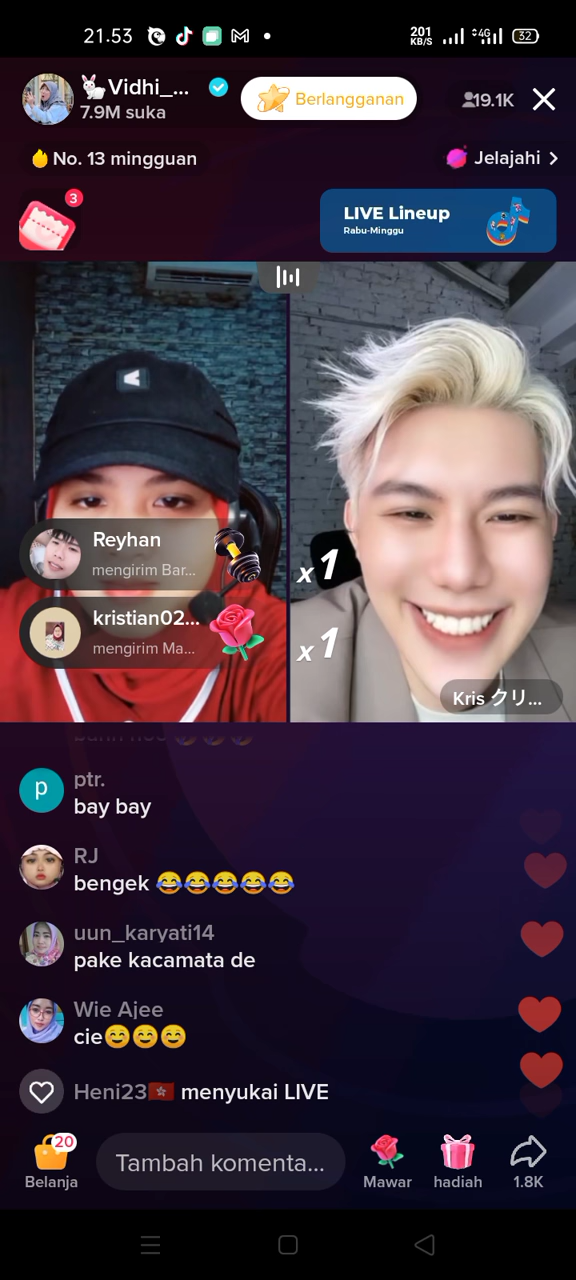 21.53
201
KB/S
4G
32
Vidhi_...
7.9M suka
Berlangganan
19.1K
No. 13 mingguan
Jelajahi
3
LIVE Lineup
Rabu-Minggu
Reyhan
mengirim Bar...
x1
kristian02...
mengirim Ma...
x1
Kris クリ...
ptr.
p
bay bay
RJ
bengek 😂😂😂😂😂
uun_karyati14
pake kacamata de
Wie Ajee
cie😊😊😊
Heni23🇭🇰 menyukai LIVE
20
Belanja
Tambah komenta...
Mawar
hadiah
1.8K